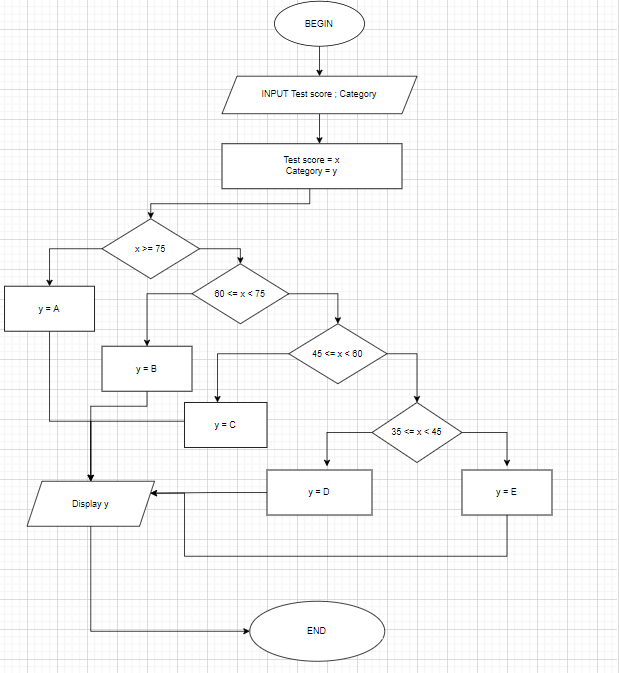 BEGIN
INPUT Test score ; Category
Test score = x
Category = y
x >= 75
60 <= x < 75
y = A
45 <= x < 60
y = B
y = C
35 <= x < 45
y = D
y = E
Display y
END